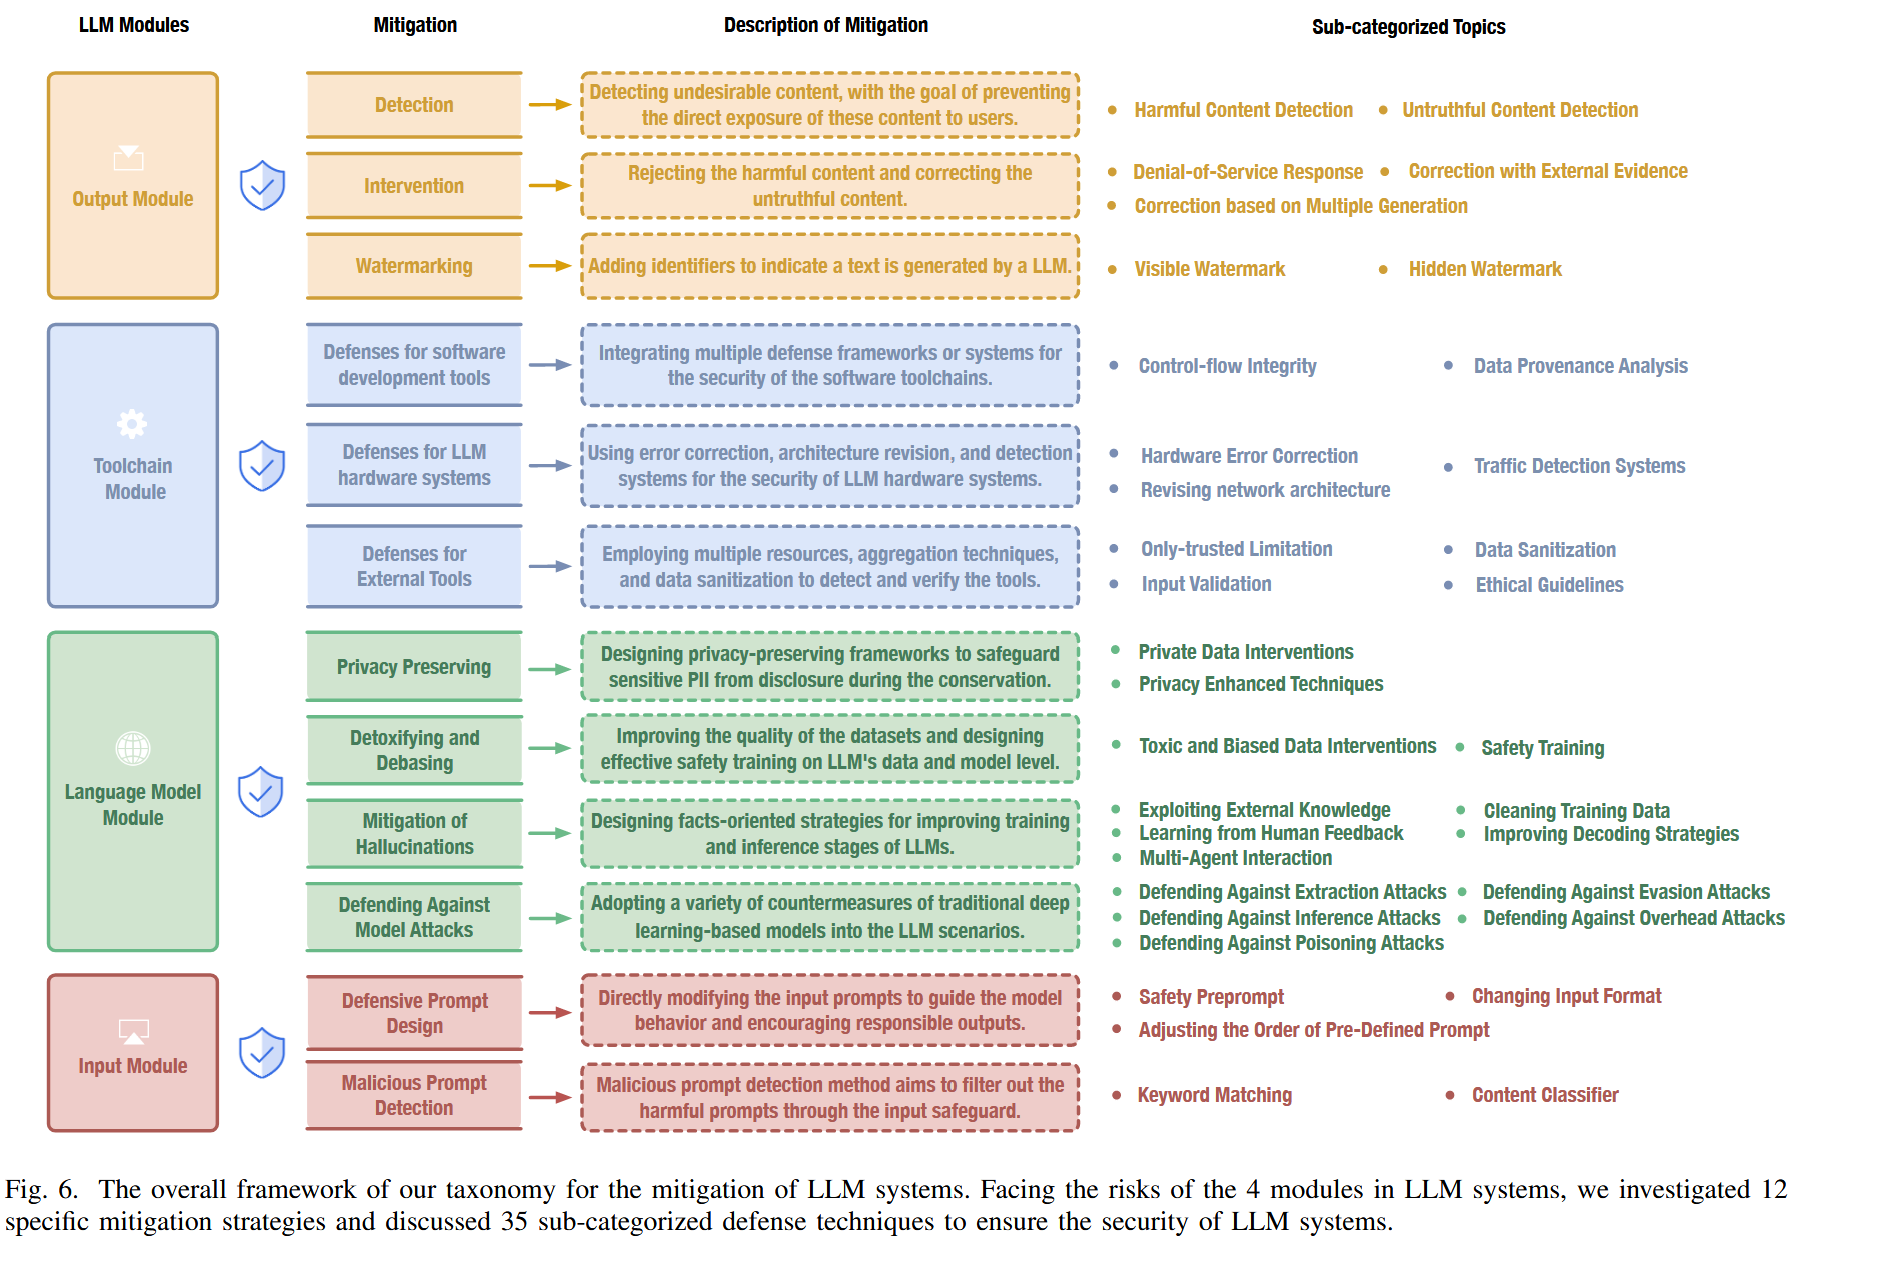 LLM Modules
Mitigation
Description of Mitigation
Sub-categorized Topics
Output Module
Detection
Detecting undesirable content, with the goal of preventing
the direct exposure of these content to users.
Harmful Content Detection
Untruthful Content Detection
Intervention
Rejecting the harmful content and correcting the
untruthful content.
Denial-of-Service Response
Correction with External Evidence
Correction based on Multiple Generation
Watermarking
Adding identifiers to indicate a text is generated by a LLM.
Visible Watermark
Hidden Watermark
Toolchain
Module
Defenses for software
development tools
Integrating multiple defense frameworks or systems for
the security of the software toolchains.
Control-flow Integrity
Data Provenance Analysis
Defenses for LLM
hardware systems
Using error correction, architecture revision, and detection
systems for the security of LLM hardware systems.
Hardware Error Correction
Traffic Detection Systems
Revising network architecture
Defenses for
External Tools
Employing multiple resources, aggregation techniques,
and data sanitization to detect and verify the tools.
Only-trusted Limitation
Data Sanitization
Input Validation
Ethical Guidelines
Language Model
Module
Privacy Preserving
Designing privacy-preserving frameworks to safeguard
sensitive PII from disclosure during the conservation.
Private Data Interventions
Privacy Enhanced Techniques
Detoxifying and
Debasing
Improving the quality of the datasets and designing
effective safety training on LLM's data and model level.
Toxic and Biased Data Interventions
Safety Training
Mitigation of
Hallucinations
Designing facts-oriented strategies for improving training
and inference stages of LLMs.
Exploiting External Knowledge
Cleaning Training Data
Learning from Human Feedback
Improving Decoding Strategies
Multi-Agent Interaction
Defending Against
Model Attacks
Adopting a variety of countermeasures of traditional deep
learning-based models into the LLM scenarios.
Defending Against Extraction Attacks
Defending Against Evasion Attacks
Defending Against Inference Attacks
Defending Against Overhead Attacks
Defending Against Poisoning Attacks
Input Module
Defensive Prompt
Design
Directly modifying the input prompts to guide the model
behavior and encouraging responsible outputs.
Safety Preprompt
Changing Input Format
Adjusting the Order of Pre-Defined Prompt
Malicious Prompt
Detection
Malicious prompt detection method aims to filter out the
harmful prompts through the input safeguard.
Keyword Matching
Content Classifier
Fig. 6. The overall framework of our taxonomy for the mitigation of LLM systems. Facing the risks of the 4 modules in LLM systems, we investigated 12
specific mitigation strategies and discussed 35 sub-categorized defense techniques to ensure the security of LLM systems.